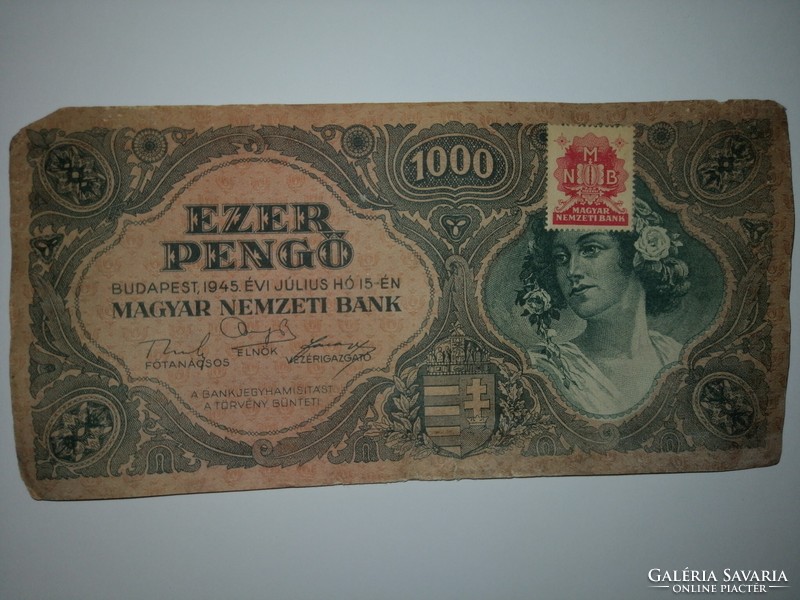 1000
M
N B
MAGYAR
NEMZETI BANK
EZER
PENGŐ
BUDAPEST, 1945. ÉVI JÚLIUS HÓ 15-ÉN
MAGYAR NEMZETI BANK
FŐTANÁCSOS
ELNÖK
VEZÉRIGAZGATÓ
A BANKJEGYHAMISÍTÁST
A TÖRVÉNY BÜNTETI.
GALÉRIA SAVARIA
ONLINE PIACTÉR